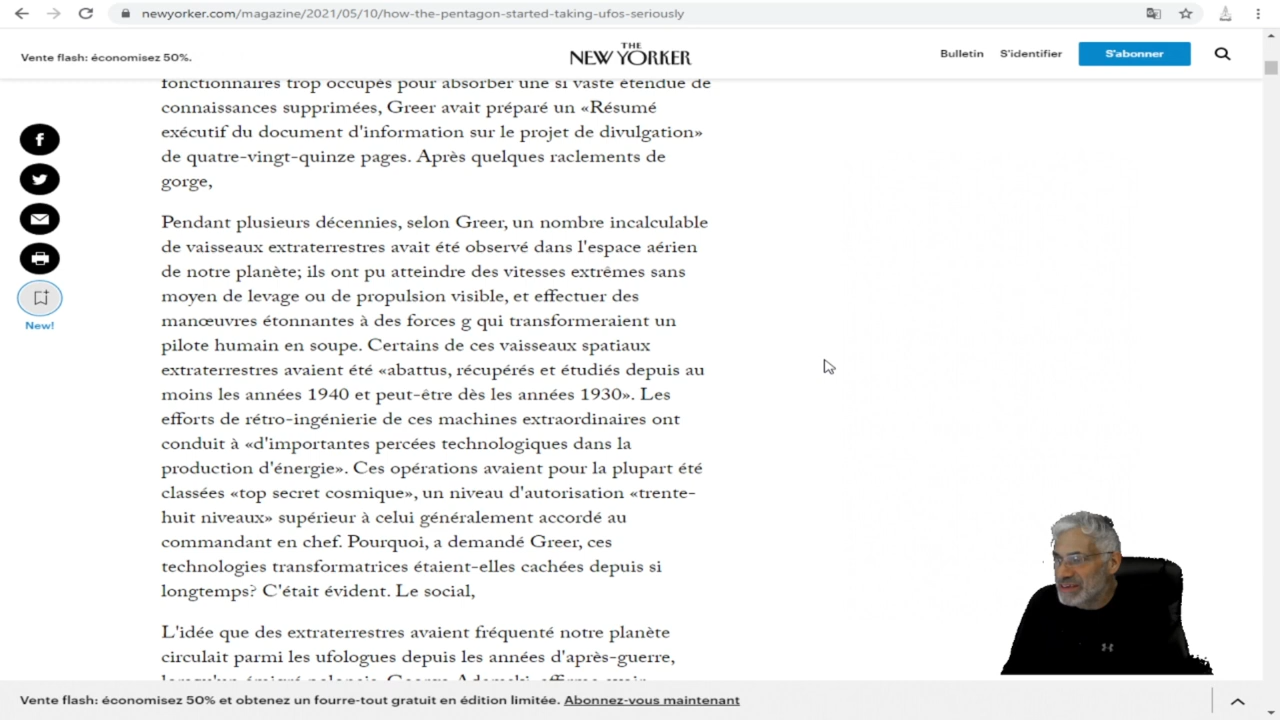 newyorker.com/magazine/2021/05/10/how-the-pentagon-started-taking-ufos-seriously
Vente flash: économisez 50%.
THE
NEW YORKER
Bulletin S'identifier S'abonner
fonctionnaires trop occupés pour absorber une si vaste étendue de
connaissances supprimées, Greer avait préparé un «Résumé
exécutif du document d'information sur le projet de divulgation»
de quatre-vingt-quinze pages. Après quelques raclements de
gorge,
New!
Pendant plusieurs décennies, selon Greer, un nombre incalculable
de vaisseaux extraterrestres avait été observé dans l'espace aérien
de notre planète; ils ont pu atteindre des vitesses extrêmes sans
moyen de levage ou de propulsion visible, et effectuer des
manœuvres étonnantes à des forces g qui transformeraient un
pilote humain en soupe. Certains de ces vaisseaux spatiaux
extraterrestres avaient été «abattus, récupérés et étudiés depuis au
moins les années 1940 et peut-être dès les années 1930». Les
efforts de rétro-ingénierie de ces machines extraordinaires ont
conduit à «d'importantes percées technologiques dans la
production d'énergie». Ces opérations avaient pour la plupart été
classées «top secret cosmique», un niveau d'autorisation «trente-
huit niveaux» supérieur à celui généralement accordé au
commandant en chef. Pourquoi, a demandé Greer, ces
technologies transformatrices étaient-elles cachées depuis si
longtemps? C'était évident. Le social,
L'idée que des extraterrestres avaient fréquenté notre planète
circulait parmi les ufologues depuis les années d'après-guerre,
Vente flash: économisez 50% et obtenez un fourre-tout gratuit en édition limitée. Abonnez-vous maintenant